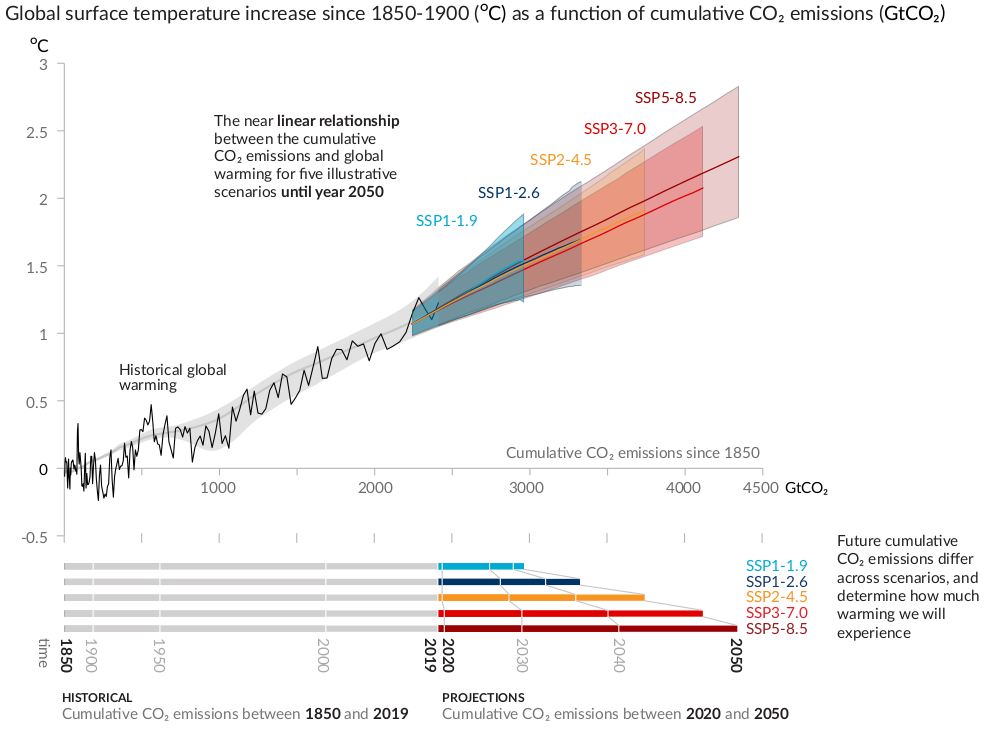 Global surface temperature increase since 1850-1900 (°C) as a function of cumulative CO₂ emissions (GtCO₂)
°C
3
2.5
2
1.5
1
0.5
0
-0.5
The near linear relationship
between the cumulative
CO₂ emissions and global
warming for five illustrative
scenarios until year 2050
SSP5-8.5
SSP3-7.0
SSP2-4.5
SSP1-2.6
SSP1-1.9
Historical global
warming
Cumulative CO₂ emissions since 1850
1000 2000 3000 4000 4500 GtCO₂
SSP1-1.9
SSP1-2.6
SSP2-4.5
SSP3-7.0
SSP5-8.5
Future cumulative
CO₂ emissions differ
across scenarios, and
determine how much
warming we will
experience
time 1850 1900 1950 2000 2019 2020 2030 2040 2050
HISTORICAL
Cumulative CO₂ emissions between 1850 and 2019
PROJECTIONS
Cumulative CO₂ emissions between 2020 and 2050